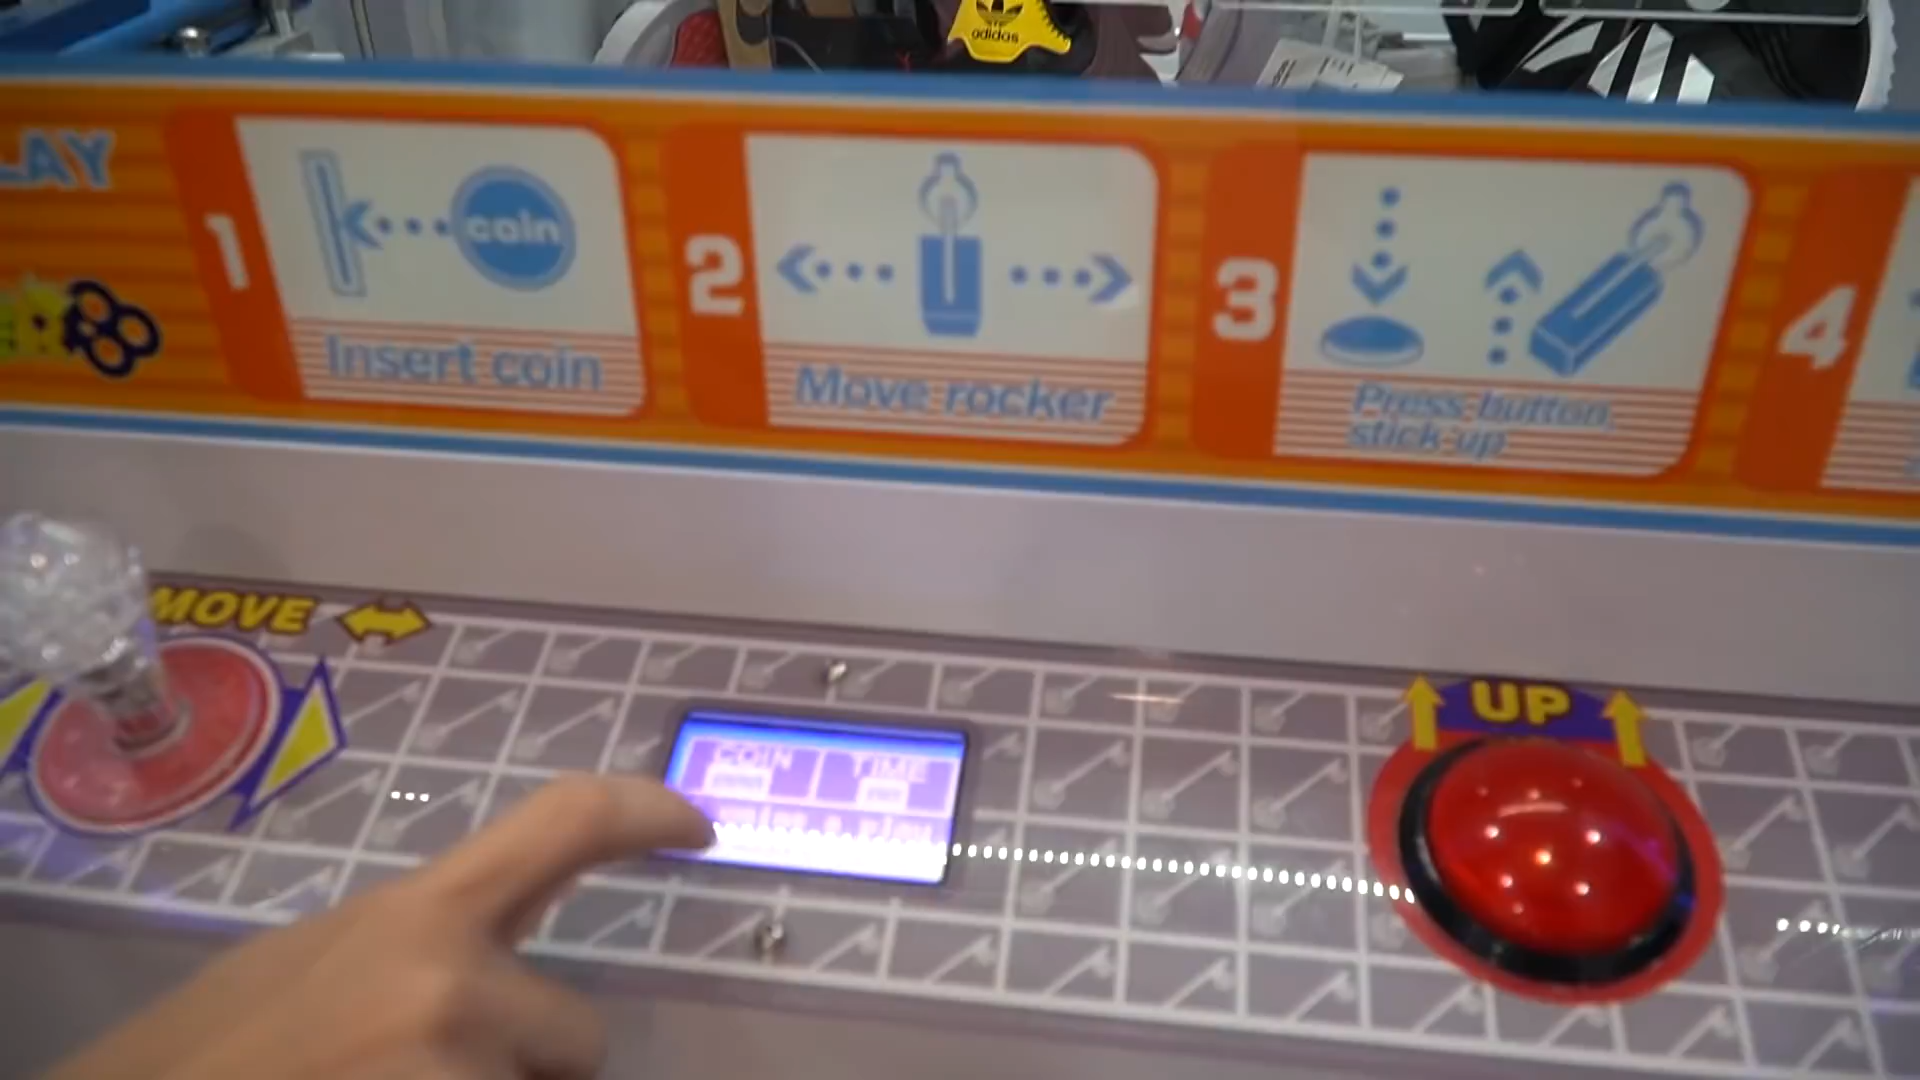 adidas
LAY
1
coin
Insert coin
2
Move rocker
3
Press button,
stick up
4
MOVE
COIN
TIME
UP